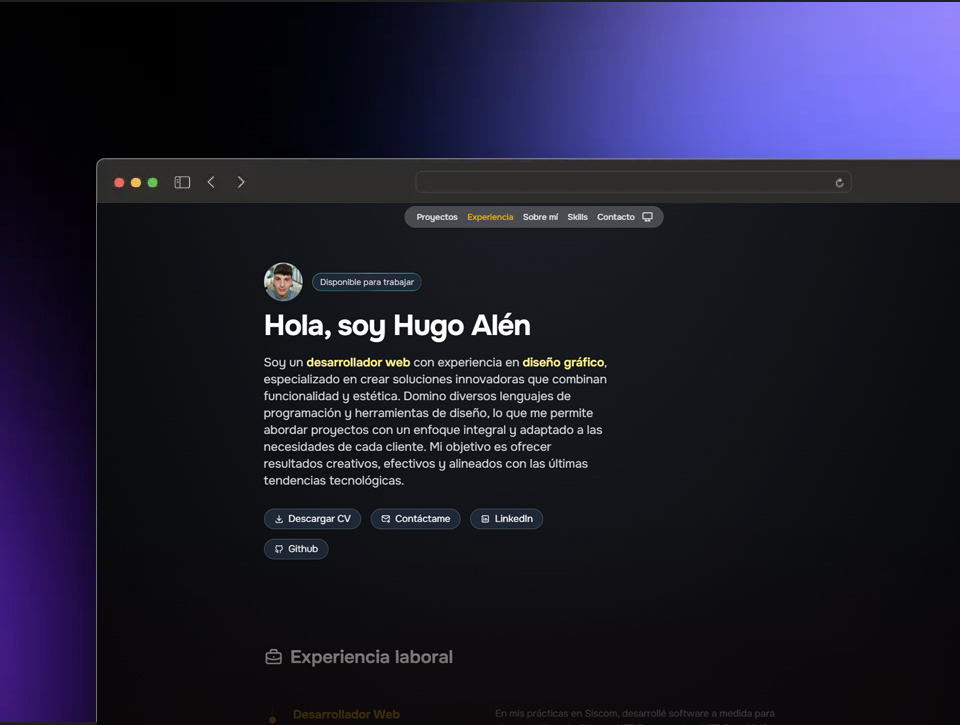 Proyectos Experiencia Sobre mí Skills Contacto
Disponible para trabajar
Hola, soy Hugo Alén
Soy un desarrollador web con experiencia en diseño gráfico,
especializado en crear soluciones innovadoras que combinan
funcionalidad y estética. Domino diversos lenguajes de
programación y herramientas de diseño, lo que me permite
abordar proyectos con un enfoque integral y adaptado a las
necesidades de cada cliente. Mi objetivo es ofrecer
resultados creativos, efectivos y alineados con las últimas
tendencias tecnológicas.
Descargar CV Contáctame LinkedIn
Github
Experiencia laboral
Desarrollador Web
En mis prácticas en Siscom, desarrollé software a medida para